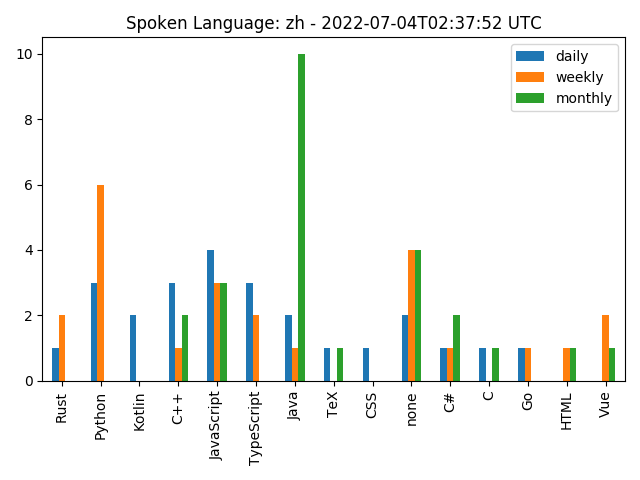 Spoken Language: zh - 2022-07-04T02:37:52 UTC
daily
weekly
monthly
10
8
6
4
2
0
Rust
Python
Kotlin
C++
JavaScript
TypeScript
Java
TeX
CSS
none
C#
C
Go
HTML
Vue